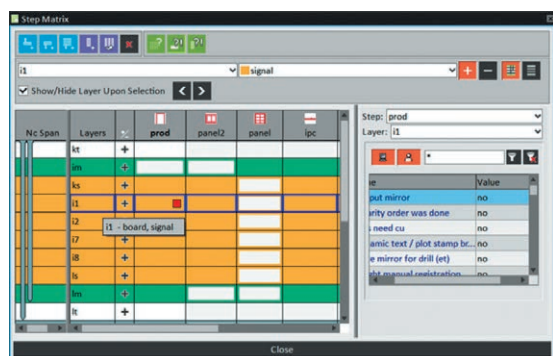 Step Matrix
i1 signal
Show/Hide Layer Upon Selection
Step: prod
Layer: i1
*
Nc Span Layers prod panel2 panel ipc
Value
kt
im
ks
i1
i1 - board, signal
i2
i7
i8
ls
lm
lt
put mirror no
arity order was done no
need cu no
amic text / plot stamp br... no
e mirror for drill (et) no
manual registration no
Close